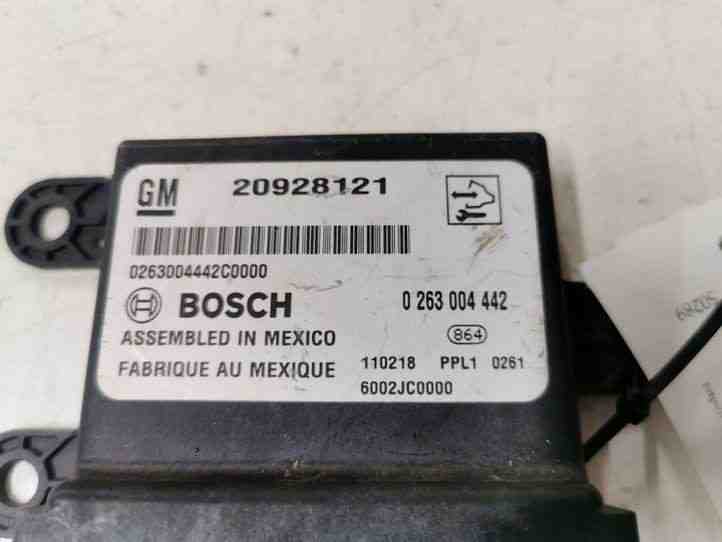 GM 20928121
0263004442C0000
BOSCH 0 263 004 442
ASSEMBLED IN MEXICO 864
FABRIQUE AU MEXIQUE 110218 PPL1 0261
6002JC0000